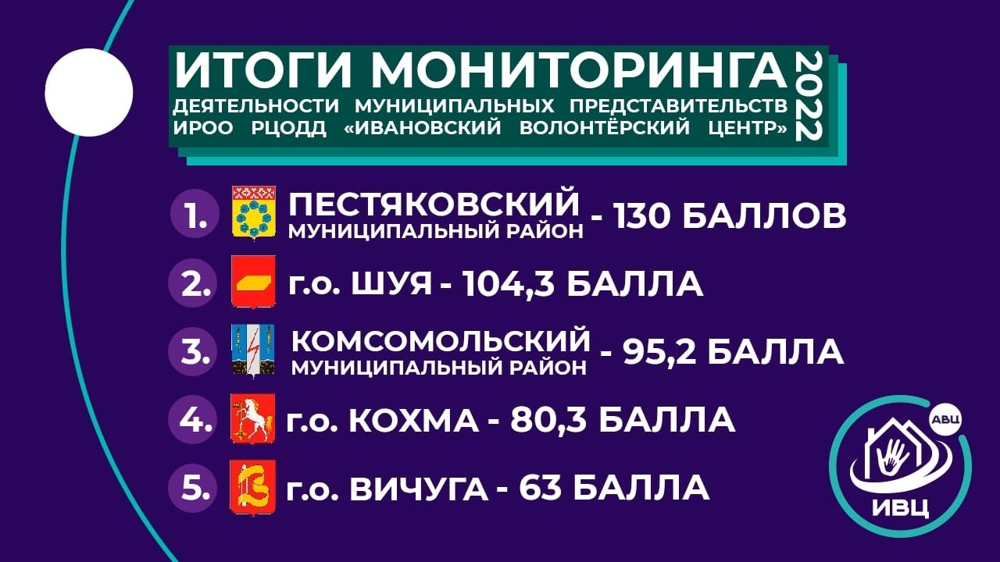 ИТОГИ МОНИТОРИНГА
2022
ДЕЯТЕЛЬНОСТИ МУНИЦИПАЛЬНЫХ ПРЕДСТАВИТЕЛЬСТВ
ИРОО РЦОДД «ИВАНОВСКИЙ ВОЛОНТЁРСКИЙ ЦЕНТР»
1. ПЕСТЯКОВСКИЙ
МУНИЦИПАЛЬНЫЙ РАЙОН - 130 БАЛЛОВ
2. г.о. ШУЯ - 104,3 БАЛЛА
3. КОМСОМОЛЬСКИЙ
МУНИЦИПАЛЬНЫЙ РАЙОН - 95,2 БАЛЛА
4. г.о. КОХМА - 80,3 БАЛЛА
5. г.о. ВИЧУГА - 63 БАЛЛА
АВЦ
ИВЦ